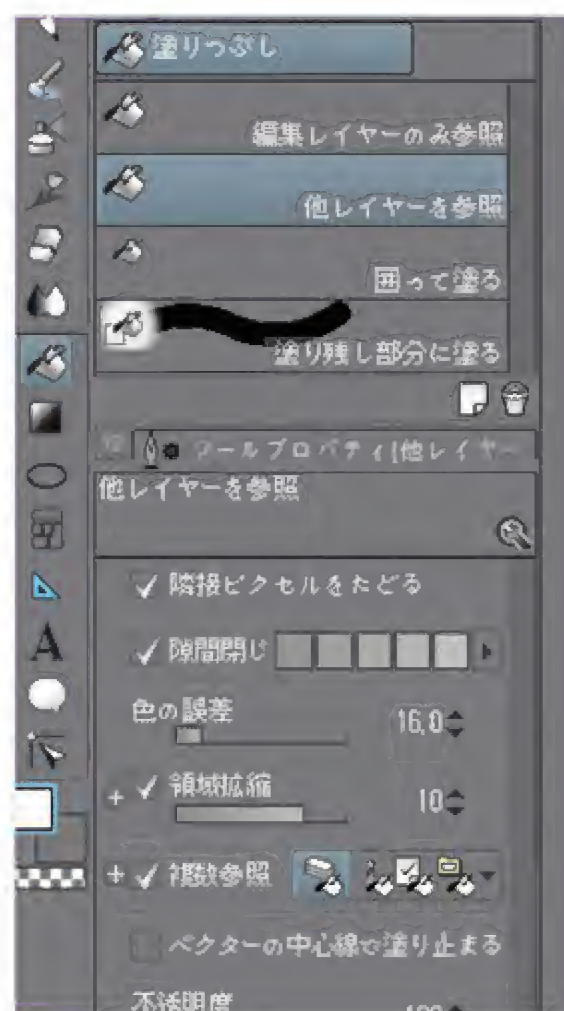 塗りつぶし
編集レイヤーのみ参照
他レイヤーを参照
囲って塗る
塗り残し部分に塗る
ツールプロパティ[他レイヤー
他レイヤーを参照
隣接ピクセルをたどる
隙間閉じ
色の誤差 16.0
領域拡縮 10
複数参照
ベクターの中心線で塗り止まる
不透明度 100